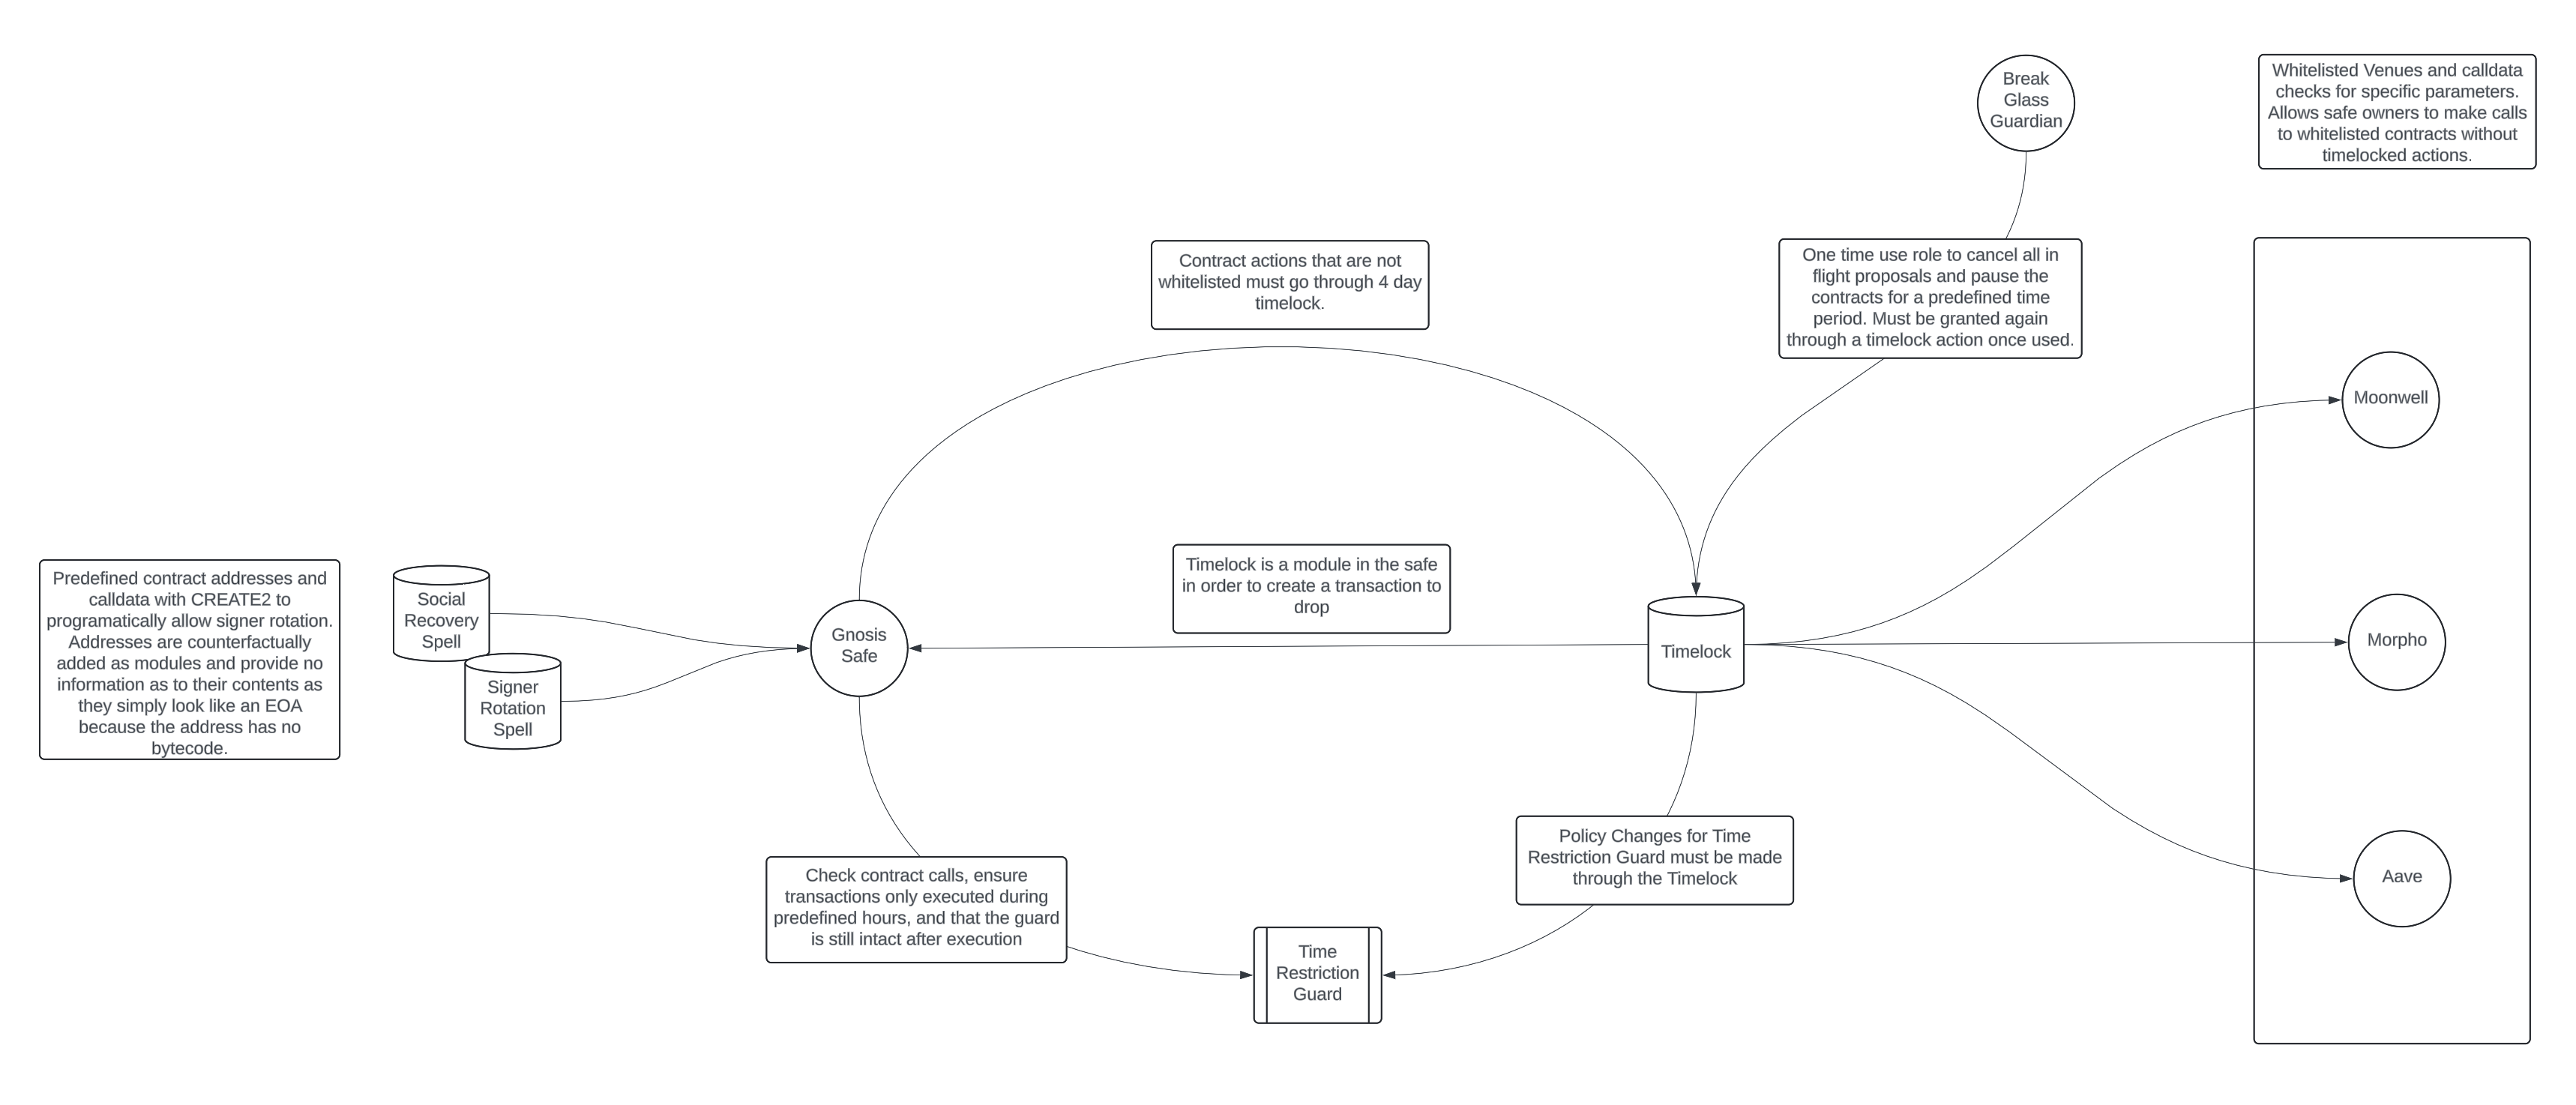 Break
Glass
Guardian
Whitelisted Venues and calldata
checks for specific parameters.
Allows safe owners to make calls
to whitelisted contracts without
timelocked actions.
Contract actions that are not
whitelisted must go through 4 day
timelock.
One time use role to cancel all in
flight proposals and pause the
contracts for a predefined time
period. Must be granted again
through a timelock action once used.
Moonwell
Timelock is a module in the safe
in order to create a transaction to
drop
Predefined contract addresses and
calldata with CREATE2 to
programatically allow signer rotation.
Addresses are counterfactually
added as modules and provide no
information as to their contents as
they simply look like an EOA
because the address has no
bytecode.
Social
Recovery
Spell
Signer
Rotation
Spell
Gnosis
Safe
Timelock
Morpho
Policy Changes for Time
Restriction Guard must be made
through the Timelock
Check contract calls, ensure
transactions only executed during
predefined hours, and that the guard
is still intact after execution
Aave
Time
Restriction
Guard